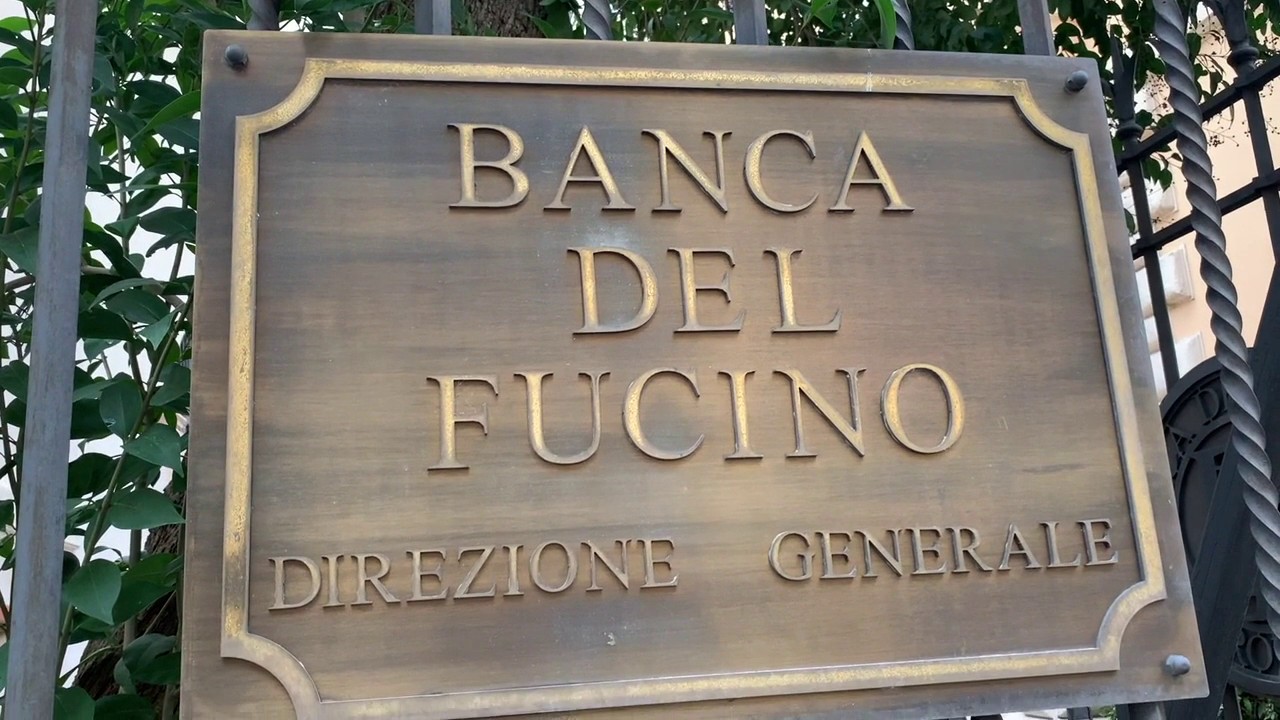 BANCA
DEL
FUCINO
DIREZIONE GENERALE